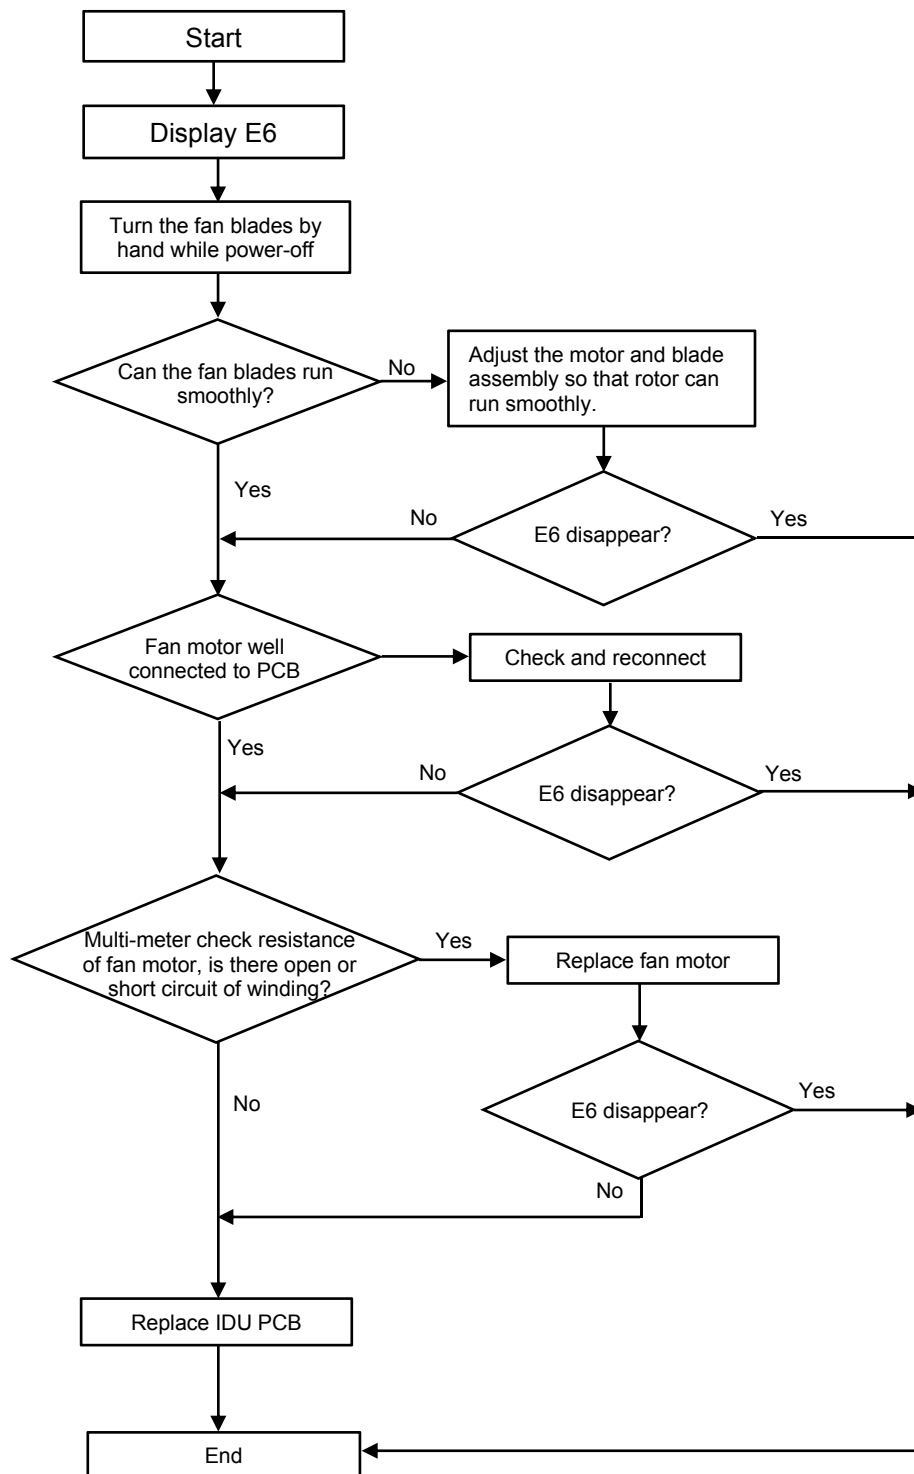 Start
Display E6
Turn the fan blades by
hand while power-off
Can the fan blades run
smoothly?
No
Adjust the motor and blade
assembly so that rotor can
run smoothly.
Yes
No
E6 disappear?
Yes
Fan motor well
connected to PCB
Check and reconnect
Yes
No
E6 disappear?
Yes
Multi-meter check resistance
of fan motor, is there open or
short circuit of winding?
Yes
Replace fan motor
No
E6 disappear?
Yes
No
Replace IDU PCB
End